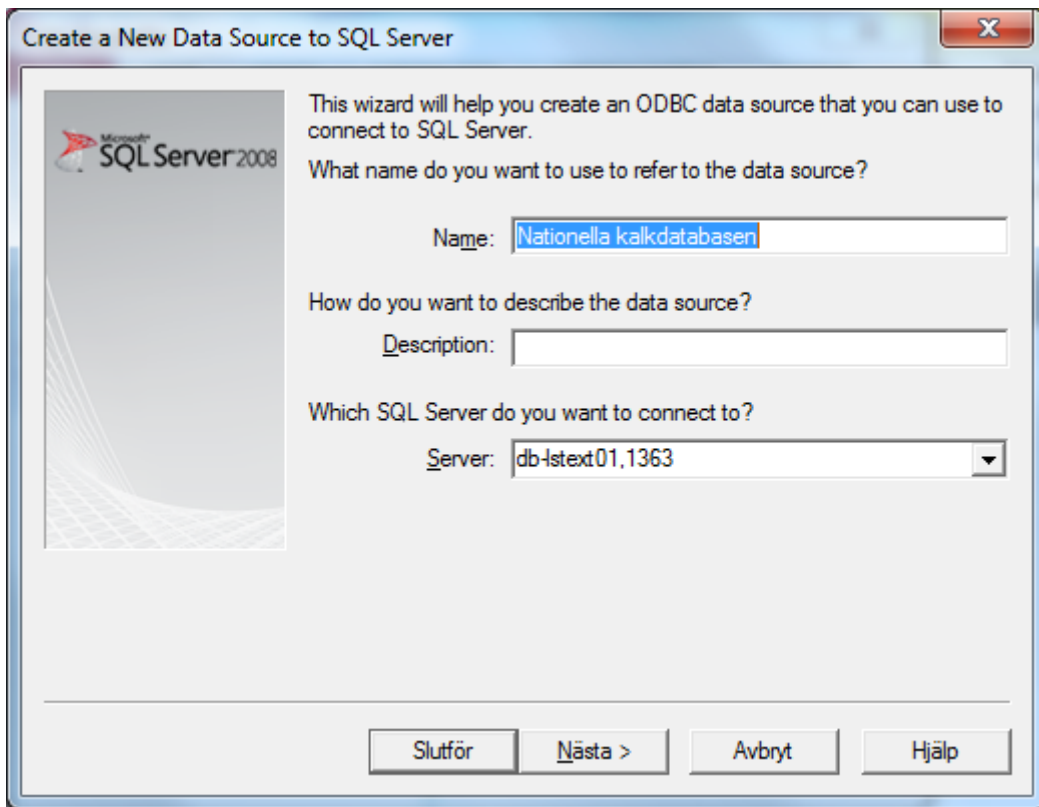 Create a New Data Source to SQL Server
X
Microsoft
SQL Server 2008
This wizard will help you create an ODBC data source that you can use to
connect to SQL Server.
What name do you want to use to refer to the data source?
Name: Nationella kalkdatabasen
How do you want to describe the data source?
Description:
Which SQL Server do you want to connect to?
Server: db-lstext01,1363
Slutför Nästa > Avbryt Hjälp